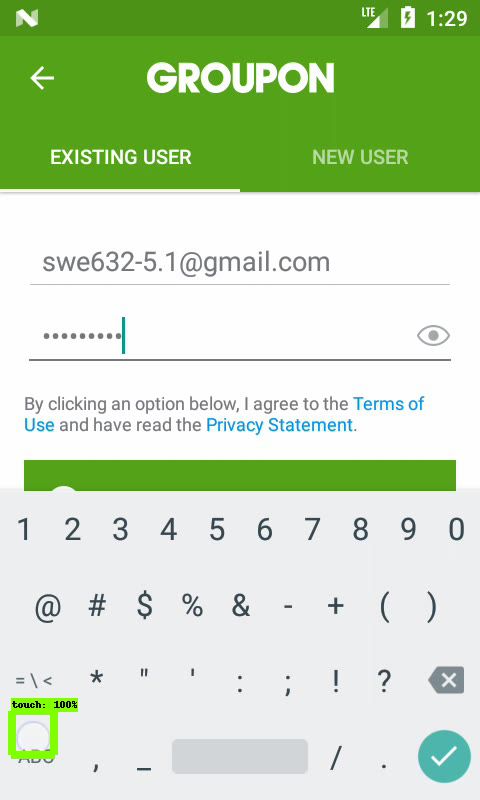 LTE 1:29
GROUPON
EXISTING USER NEW USER
swe632-5.1@gmail.com
•••••••••
By clicking an option below, I agree to the Terms of
Use and have read the Privacy Statement.
1 2 3 4 5 6 7 8 9 0
@ # $ % & - + ( )
= \ < * " ' : ; ! ?
touch: 100%
ABC , _ / .